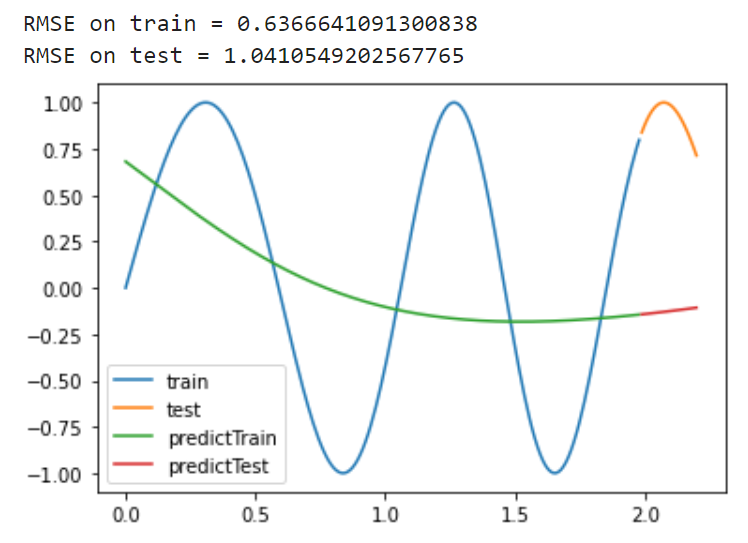 RMSE on train = 0.6366641091300838
RMSE on test = 1.0410549202567765
1.00
0.75
0.50
0.25
0.00
−0.25
−0.50
−0.75
−1.00
train
test
predictTrain
predictTest
0.0 0.5 1.0 1.5 2.0